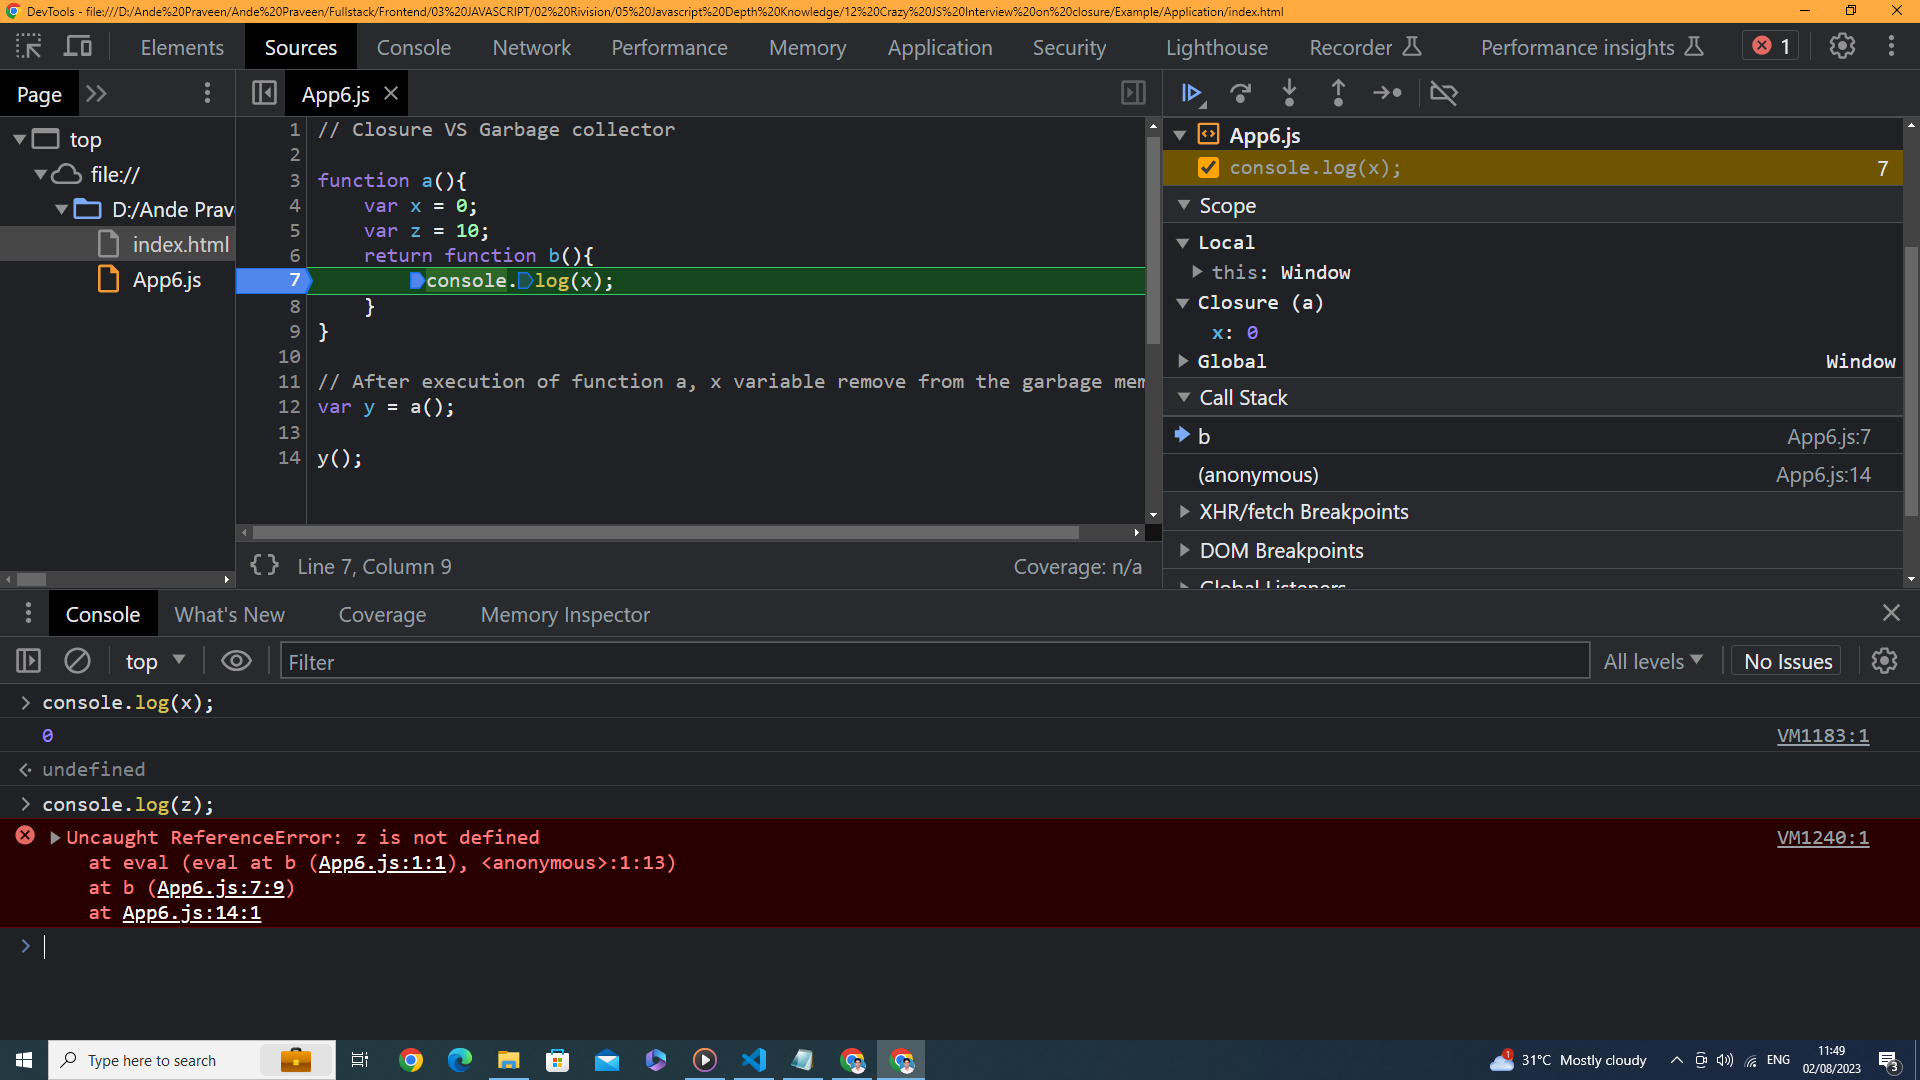 DevTools - file:///D:/Ande%20Praveen/Ande%20Praveen/Fullstack/Frontend/03%20JAVASCRIPT/02%20Rivision/05%20Javascript%20Depth%20Knowledge/12%20Crazy%20JS%20Interview%20on%20closure/Example/Application/index.html
Elements Sources Console Network Performance Memory Application Security Lighthouse Recorder Performance insights 1
Page
App6.js
top
file://
D:/Ande Prav
index.html
App6.js
1 // Closure VS Garbage collector
2
3 function a(){
4 var x = 0;
5 var z = 10;
6 return function b(){
7 console.log(x);
8 }
9 }
10
11 // After execution of function a, x variable remove from the garbage mem
12 var y = a();
13
14 y();
{} Line 7, Column 9 Coverage: n/a
App6.js
console.log(x); 7
Scope
Local
this: Window
Closure (a)
x: 0
Global Window
Call Stack
b App6.js:7
(anonymous) App6.js:14
XHR/fetch Breakpoints
DOM Breakpoints
Global Listeners
Console What's New Coverage Memory Inspector
top Filter All levels No Issues
console.log(x);
0 VM1183:1
undefined
console.log(z);
Uncaught ReferenceError: z is not defined VM1240:1
at eval (eval at b (App6.js:1:1), <anonymous>:1:13)
at b (App6.js:7:9)
at App6.js:14:1
Type here to search
1 31°C Mostly cloudy ENG 11:49
02/08/2023 3